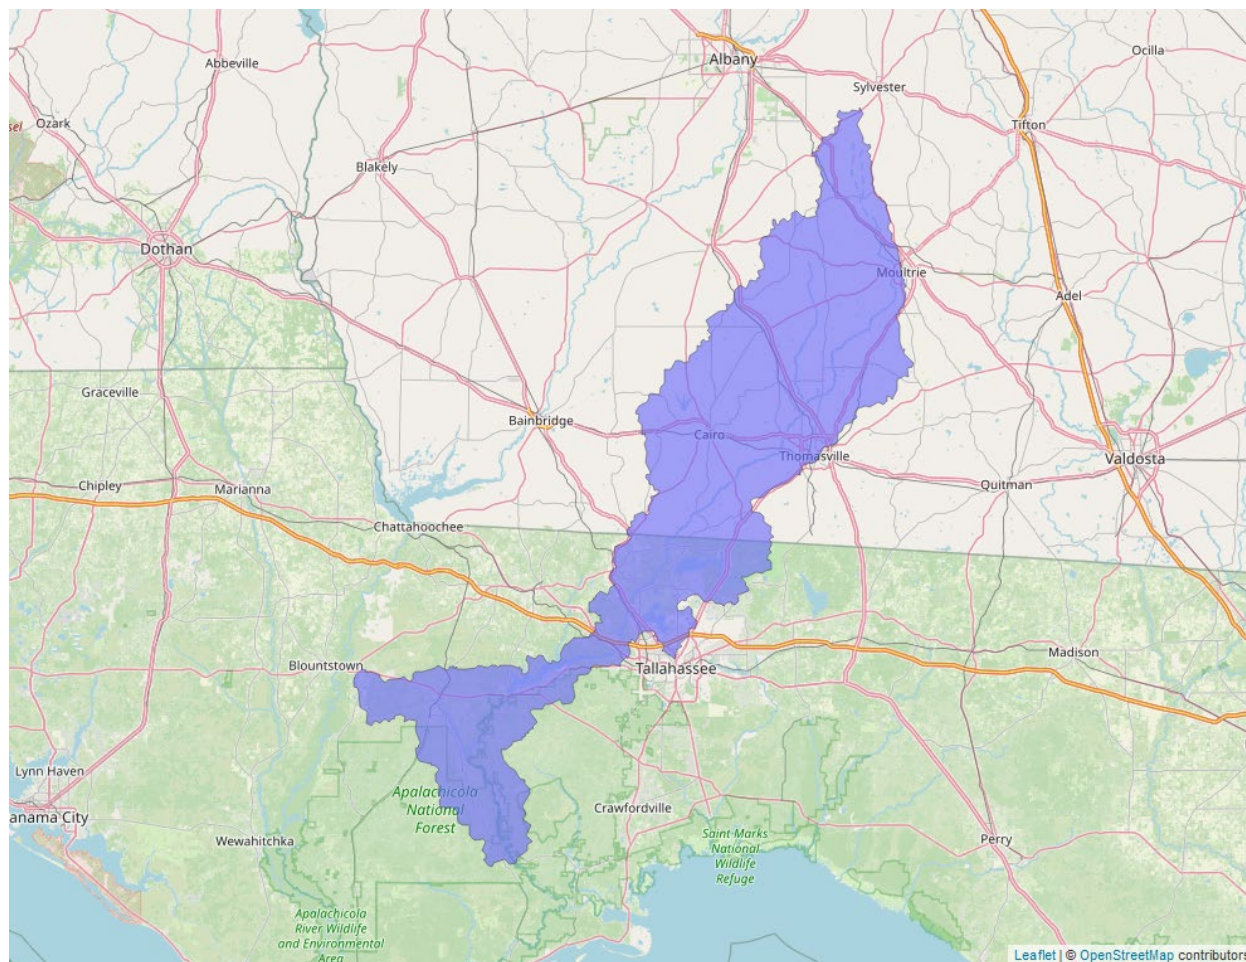 Ocilla
Abbeville
Albany
Sylvester
Ozark
Tifton
Blakely
Dothan
Moultrie
Adel
Graceville
Bainbridge
Cairo
Thomasville
Valdosta
Chipley
Marianna
Quitman
Chattahoochee
Blountstown
Tallahassee
Madison
Lynn Haven
Apalachicola
National
Forest
Crawfordville
anama City
Wewahitchka
Saint Marks
National
Wildlife
Refuge
Perry
Apalachicola
River Wildlife
and Environmental
Area
Leaflet | © OpenStreetMap contributors